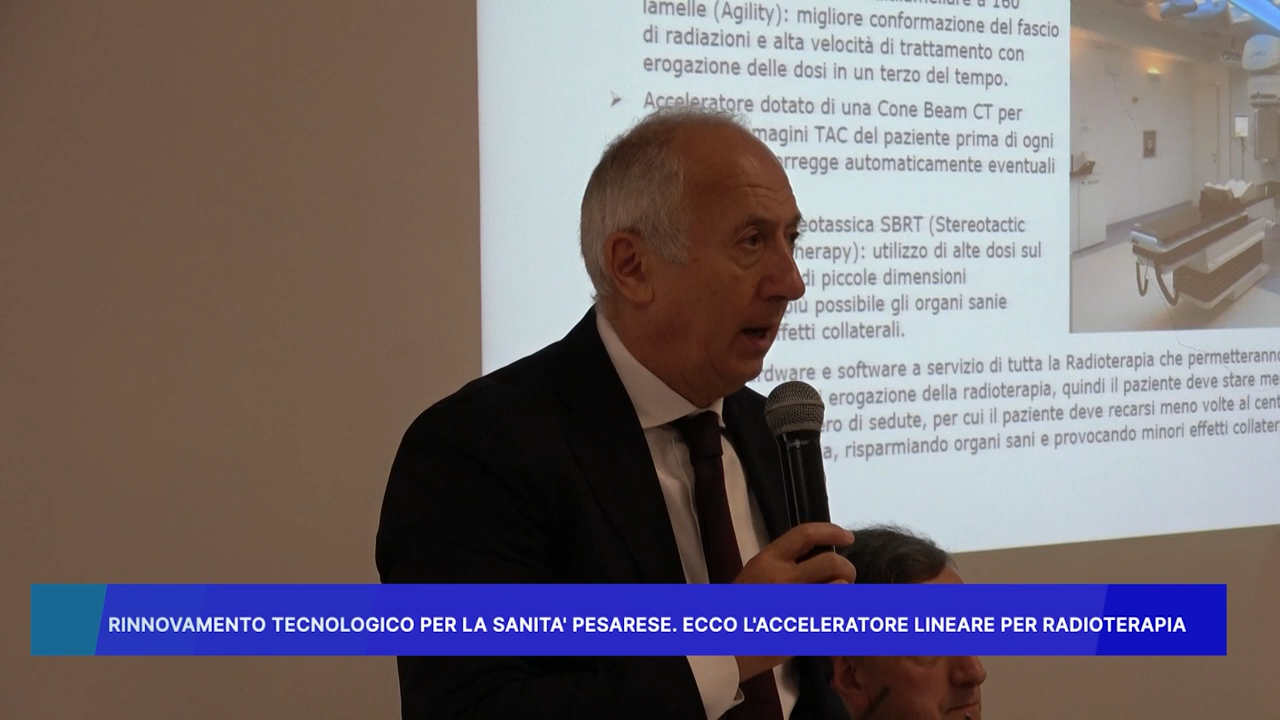 lamelle (Agility): migliore conformazione del fascio
di radiazioni e alta velocità di trattamento con
erogazione delle dosi in un terzo del tempo.
➤ Acceleratore dotato di una Cone Beam CT per
magini TAC del paziente prima di ogni
orregge automaticamente eventuali
eotassica SBRT (Stereotactic
herapy): utilizzo di alte dosi sul
di piccole dimensioni
più possibile gli organi sanie
ffetti collaterali.
rdware e software a servizio di tutta la Radioterapia che permetteranno
erogazione della radioterapia, quindi il paziente deve stare me
ero di sedute, per cui il paziente deve recarsi meno volte al cent
a, risparmiando organi sani e provocando minori effetti collater
RINNOVAMENTO TECNOLOGICO PER LA SANITA' PESARESE. ECCO L'ACCELERATORE LINEARE PER RADIOTERAPIA